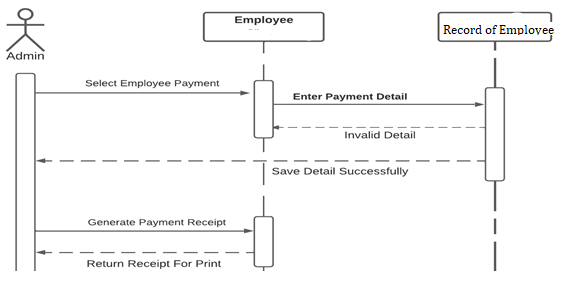 Employee
Record of Employee
Admin
Select Employee Payment
Enter Payment Detail
Invalid Detail
Save Detail Successfully
Generate Payment Receipt
Return Receipt For Print